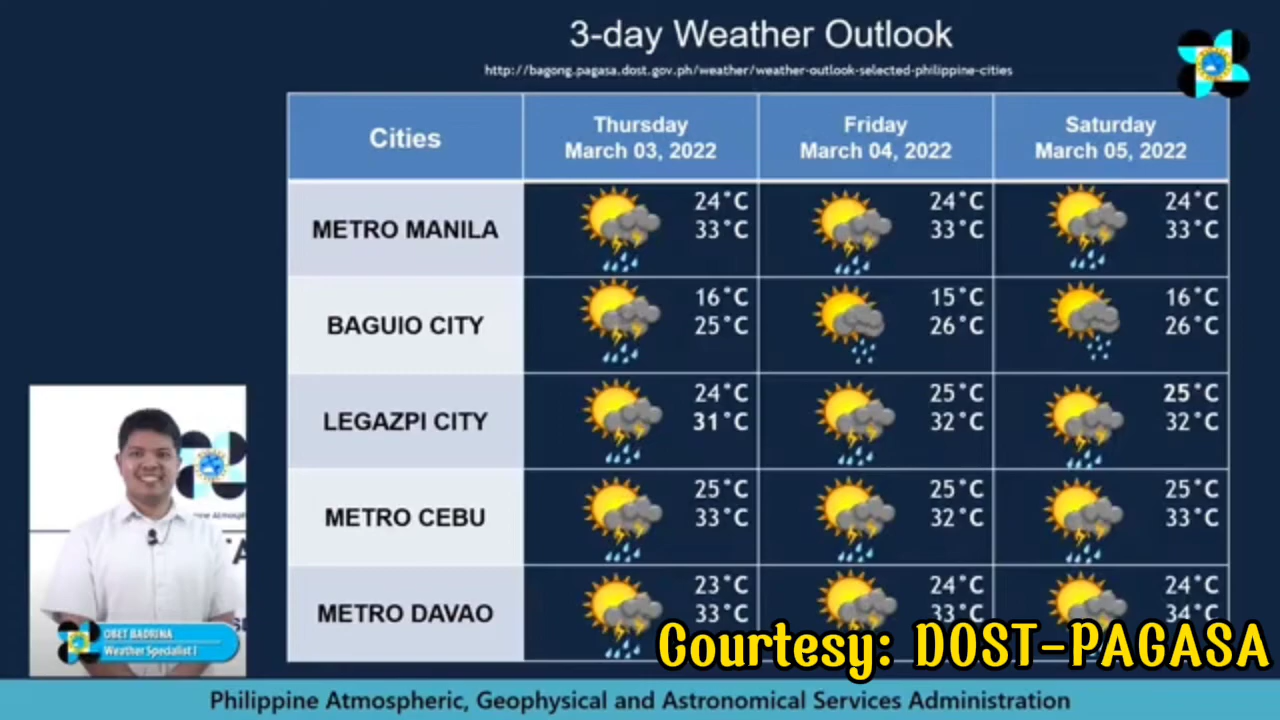 3-day Weather Outlook
http://bagong.pagasa.dost.gov.ph/weather/weather-outlook-selected-philippine-cities
Cities
Thursday
March 03, 2022
Friday
March 04, 2022
Saturday
March 05, 2022
METRO MANILA
24°C
33°C
24°C
33°C
24°C
33°C
BAGUIO CITY
16°C
25°C
15°C
26°C
16°C
26°C
LEGAZPI CITY
24°C
31°C
25°C
32°C
25°C
32°C
METRO CEBU
25°C
33°C
25°C
32°C
25°C
33°C
METRO DAVAO
23°C
33°C
24°C
33°C
24°C
34°C
OBET BADRINA
Weather Specialist I
Courtesy: DOST-PAGASA
Philippine Atmospheric, Geophysical and Astronomical Services Administration